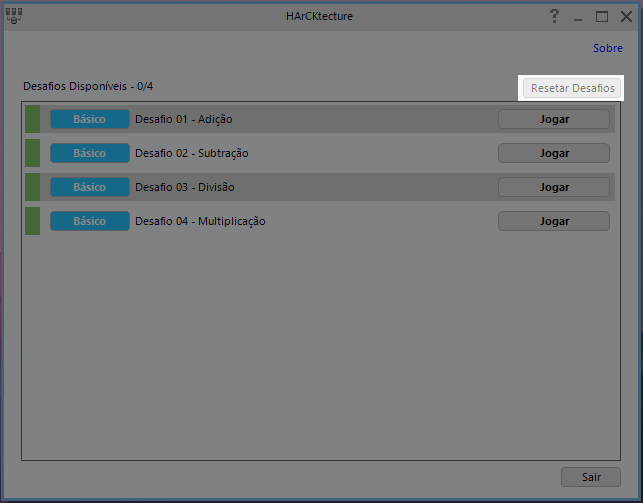 HArCKtecture
Sobre
Desafios Disponíveis - 0/4
Resetar Desafios
Básico Desafio 01 - Adição Jogar
Básico Desafio 02 - Subtração Jogar
Básico Desafio 03 - Divisão Jogar
Básico Desafio 04 - Multiplicação Jogar
Sair